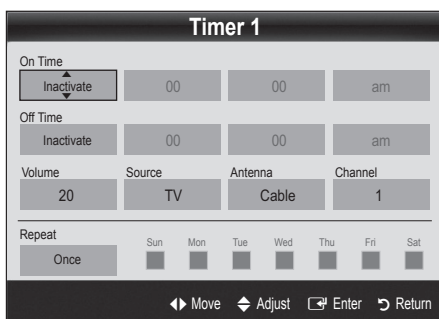 Timer 1
On Time
Inactivate 00 00 am
Off Time
Inactivate 00 00 am
Volume Source Antenna Channel
20 TV Cable 1
Repeat Sun Mon Tue Wed Thu Fri Sat
Once
Move Adjust Enter Return